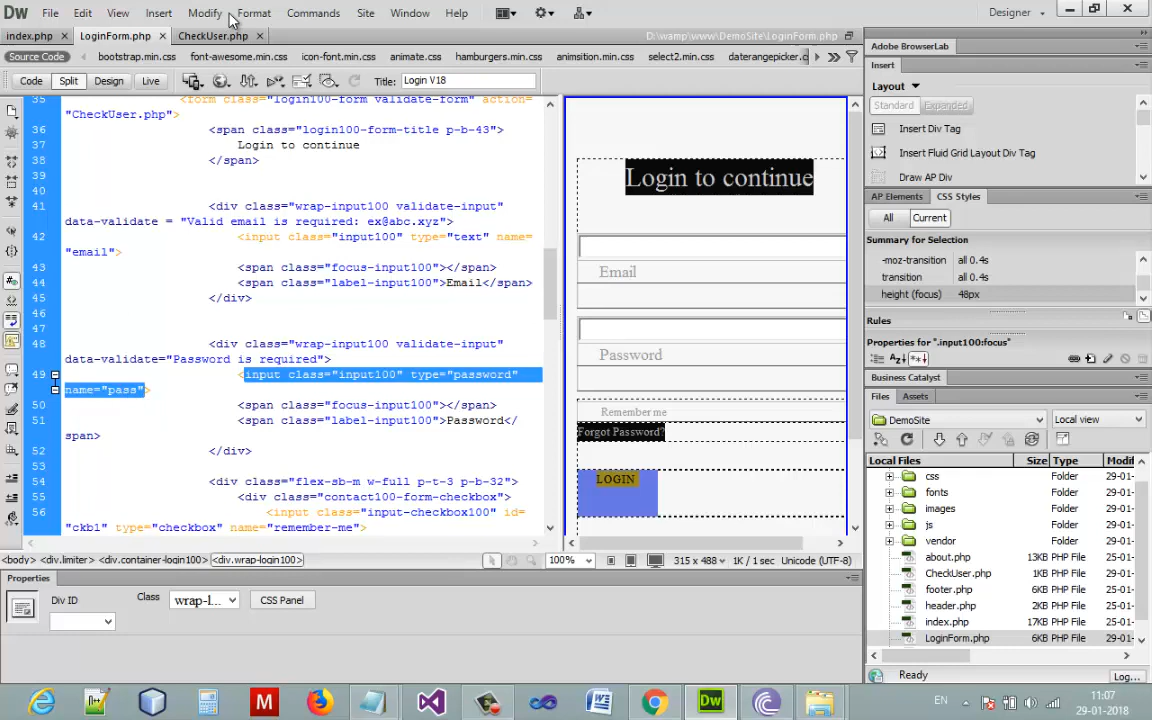 Dw File Edit View Insert Modify Format Commands Site Window Help Designer
index.php × LoginForm.php × CheckUser.php × D:\wamp\www\DemoSite\LoginForm.php
Source Code bootstrap.min.css font-awesome.min.css icon-font.min.css animate.css hamburgers.min.css animsition.min.css select2.min.css daterangepicker.c
Code Split Design Live Title: Login V18
35 <form class="login100-form validate-form" action=
"CheckUser.php">
36 <span class="login100-form-title p-b-43">
37 Login to continue
38 </span>
39
40
41 <div class="wrap-input100 validate-input"
data-validate = "Valid email is required: ex@abc.xyz">
42 <input class="input100" type="text" name=
"email">
43 <span class="focus-input100"></span>
44 <span class="label-input100">Email</span>
45 </div>
46
47
48 <div class="wrap-input100 validate-input"
data-validate="Password is required">
49 <input class="input100" type="password"
name="pass">
50 <span class="focus-input100"></span>
51 <span class="label-input100">Password</
span>
52 </div>
53
54 <div class="flex-sb-m w-full p-t-3 p-b-32">
55 <div class="contact100-form-checkbox">
56 <input class="input-checkbox100" id=
"ckb1" type="checkbox" name="remember-me">
Login to continue
Email
Password
Remember me
Forgot Password?
LOGIN
<body> <div.limiter> <div.container-login100> <div.wrap-login100> 100% 315 x 488 1K / 1 sec Unicode (UTF-8)
Properties
Div ID Class wrap-l... CSS Panel
Adobe BrowserLab
Insert
Layout
Standard Expanded
Insert Div Tag
Insert Fluid Grid Layout Div Tag
Draw AP Div
AP Elements CSS Styles
All Current
Summary for Selection
-moz-transition all 0.4s
transition all 0.4s
height (focus) 48px
Rules
Properties for ".input100:focus"
Business Catalyst
Files Assets
DemoSite Local view
Local Files Size Type Modif
css Folder 29-01-
fonts Folder 29-01-
images Folder 29-01-
js Folder 29-01-
vendor Folder 29-01-
about.php 13KB PHP File 25-01-
CheckUser.php 1KB PHP File 29-01-
footer.php 6KB PHP File 25-01-
header.php 2KB PHP File 25-01-
index.php 6KB PHP File 25-01-
LoginForm.php 6KB PHP File 29-01-
Ready Log...
EN 11:07
29-01-2018